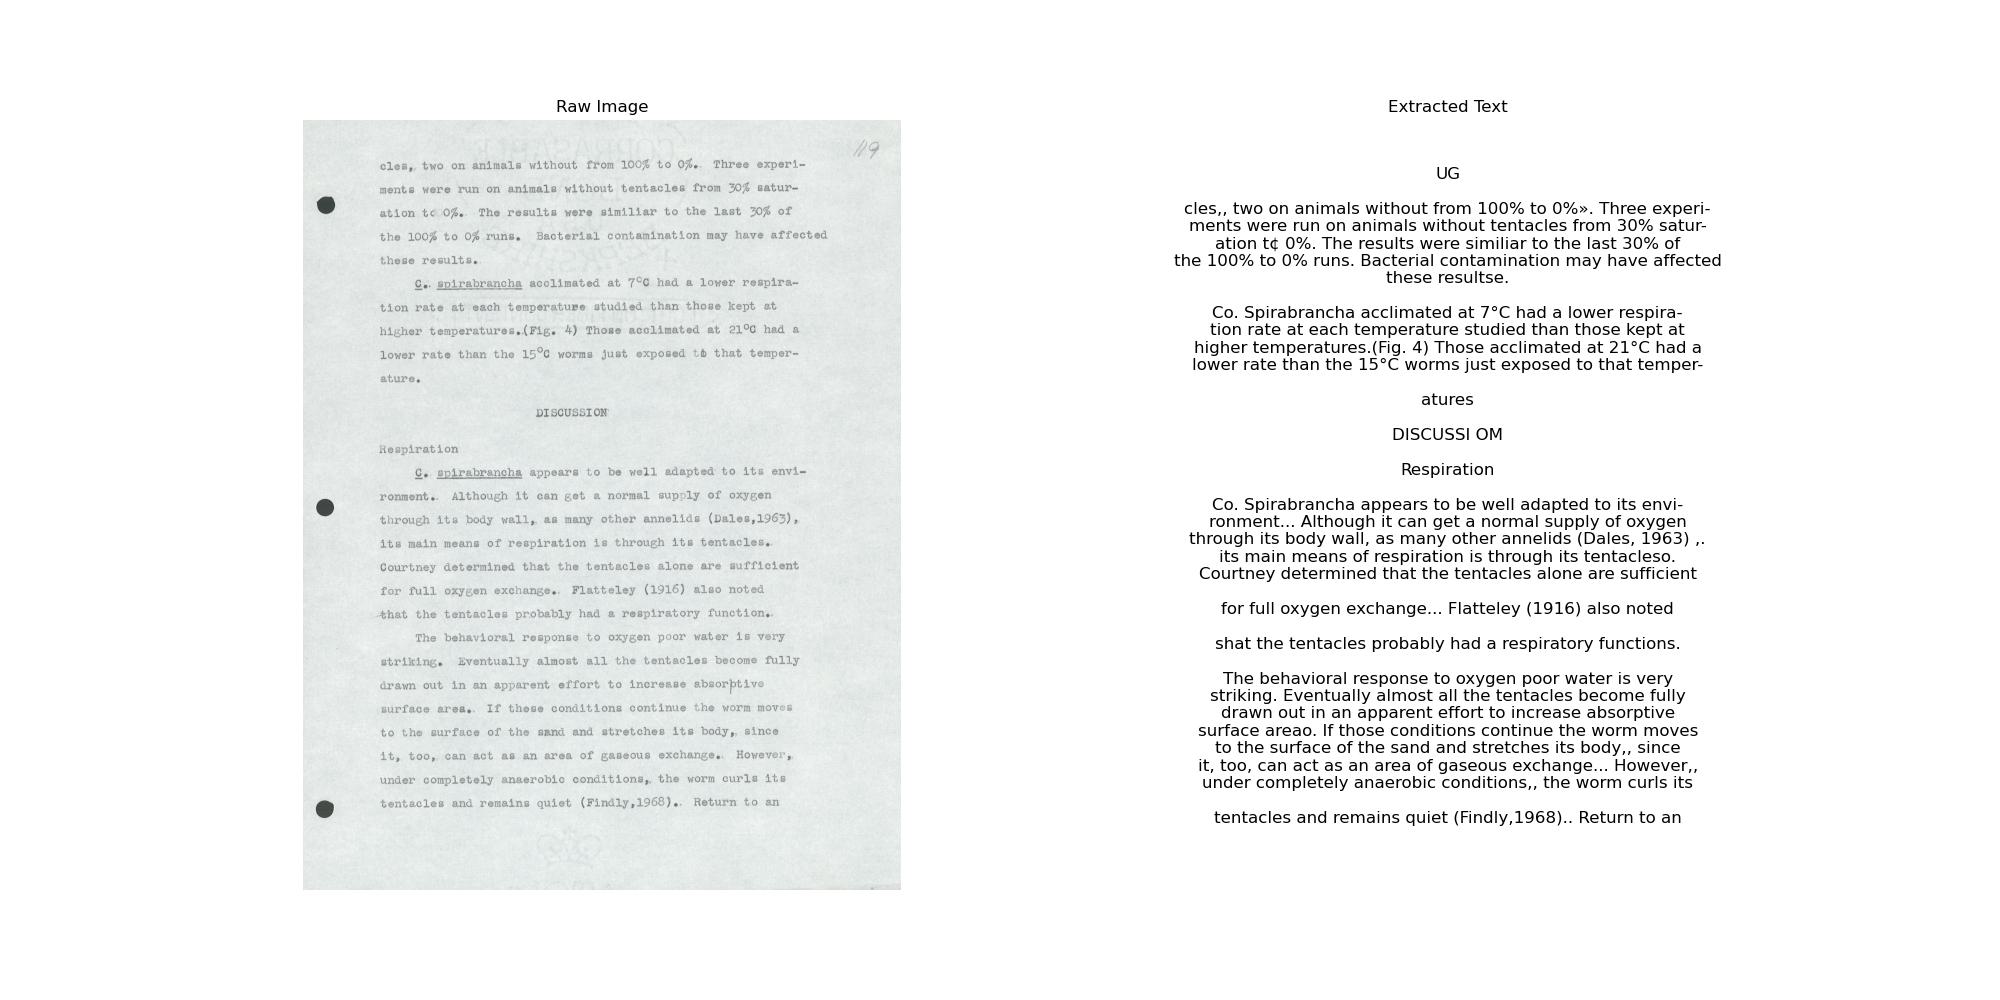 Raw Image
119
cles, two on animals without from 100% to 0%. Three experi-
ments were run on animals without tentacles from 30% satur-
ation to 0%. The results were similiar to the last 30% of
the 100% to 0% runs. Bacterial contamination may have affected
these results.
C. spirabrancha acclimated at 7°C had a lower respira-
tion rate at each temperature studied than those kept at
higher temperatures.(Fig. 4) Those acclimated at 21°C had a
lower rate than the 15°C worms just exposed to that temper-
ature.
DISCUSSION
Respiration
C. spirabrancha appears to be well adapted to its envi-
ronment. Although it can get a normal supply of oxygen
through its body wall, as many other annelids (Dales,1963),
its main means of respiration is through its tentacles.
Courtney determined that the tentacles alone are sufficient
for full oxygen exchange. Flatteley (1916) also noted
that the tentacles probably had a respiratory function.
The behavioral response to oxygen poor water is very
striking. Eventually almost all the tentacles become fully
drawn out in an apparent effort to increase absorptive
surface area. If these conditions continue the worm moves
to the surface of the sand and stretches its body, since
it, too, can act as an area of gaseous exchange. However,
under completely anaerobic conditions, the worm curls its
tentacles and remains quiet (Findly,1968). Return to an
Extracted Text
UG
cles,, two on animals without from 100% to 0%». Three experi-
ments were run on animals without tentacles from 30% satur-
ation t¢ 0%. The results were similiar to the last 30% of
the 100% to 0% runs. Bacterial contamination may have affected
these resultse.
Co. Spirabrancha acclimated at 7°C had a lower respira-
tion rate at each temperature studied than those kept at
higher temperatures.(Fig. 4) Those acclimated at 21°C had a
lower rate than the 15°C worms just exposed to that temper-
atures
DISCUSSI OM
Respiration
Co. Spirabrancha appears to be well adapted to its envi-
ronment... Although it can get a normal supply of oxygen
through its body wall, as many other annelids (Dales, 1963) ,.
its main means of respiration is through its tentacleso.
Courtney determined that the tentacles alone are sufficient
for full oxygen exchange... Flatteley (1916) also noted
shat the tentacles probably had a respiratory functions.
The behavioral response to oxygen poor water is very
striking. Eventually almost all the tentacles become fully
drawn out in an apparent effort to increase absorptive
surface areao. If those conditions continue the worm moves
to the surface of the sand and stretches its body,, since
it, too, can act as an area of gaseous exchange... However,,
under completely anaerobic conditions,, the worm curls its
tentacles and remains quiet (Findly,1968).. Return to an